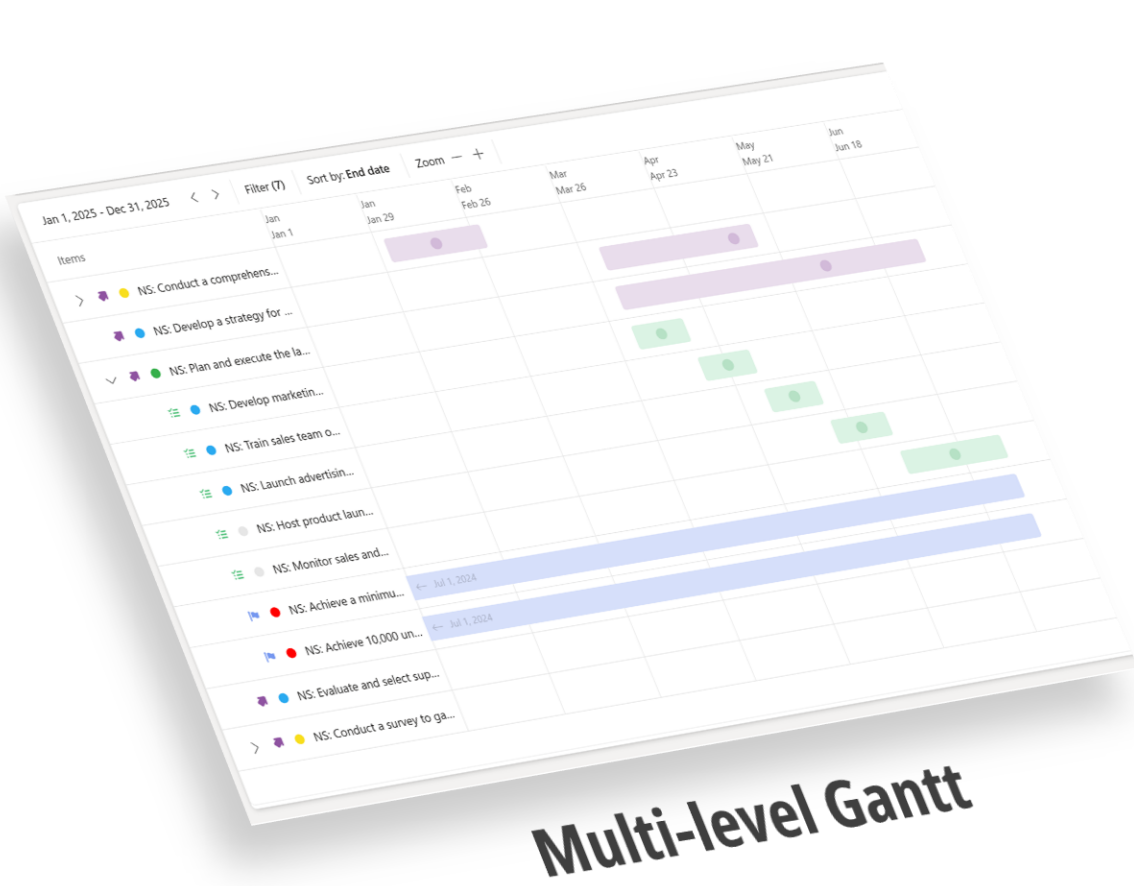 Jan 1, 2025 - Dec 31, 2025
Filter (7)
Sort by: End date
Zoom
Items
Jan
Jan 1
Jan
Jan 29
Feb
Feb 26
Mar
Mar 26
Apr
Apr 23
May
May 21
Jun
Jun 18
NS: Conduct a comprehens...
NS: Develop a strategy for ...
NS: Plan and execute the la...
NS: Develop marketin...
NS: Train sales team o...
NS: Launch advertisin...
NS: Host product laun...
NS: Monitor sales and...
NS: Achieve a minimu...
← Jul 1, 2024
NS: Achieve 10,000 un...
← Jul 1, 2024
NS: Evaluate and select sup...
NS: Conduct a survey to ga...
Multi-level Gantt